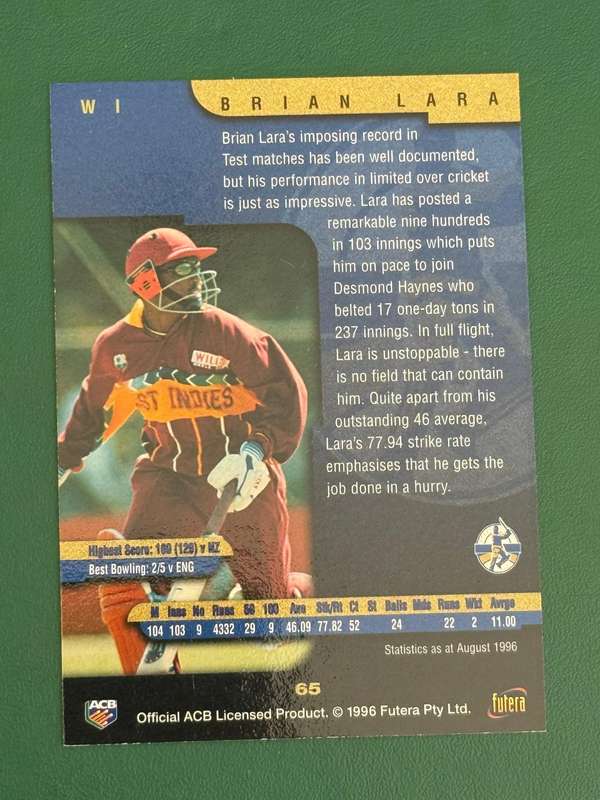 WI
BRIAN LARA
Brian Lara's imposing record in
Test matches has been well documented,
but his performance in limited over cricket
is just as impressive. Lara has posted a
remarkable nine hundreds
in 103 innings which puts
him on pace to join
Desmond Haynes who
belted 17 one-day tons in
237 innings. In full flight,
Lara is unstoppable - there
is no field that can contain
him. Quite apart from his
outstanding 46 average,
Lara's 77.94 strike rate
emphasises that he gets the
job done in a hurry.
WILLS
ST INDIES
Highest Score: 169 (129) v NZ
Best Bowling: 2/5 v ENG
M Inns No Runs 50 100 Ave Stk/Rt Ct St Balls Mds Runs Wkt Avrge
104 103 9 4332 29 9 46.09 77.82 52 24 22 2 11.00
Statistics as at August 1996
65
ACB
Official ACB Licensed Product. © 1996 Futera Pty Ltd.
futera